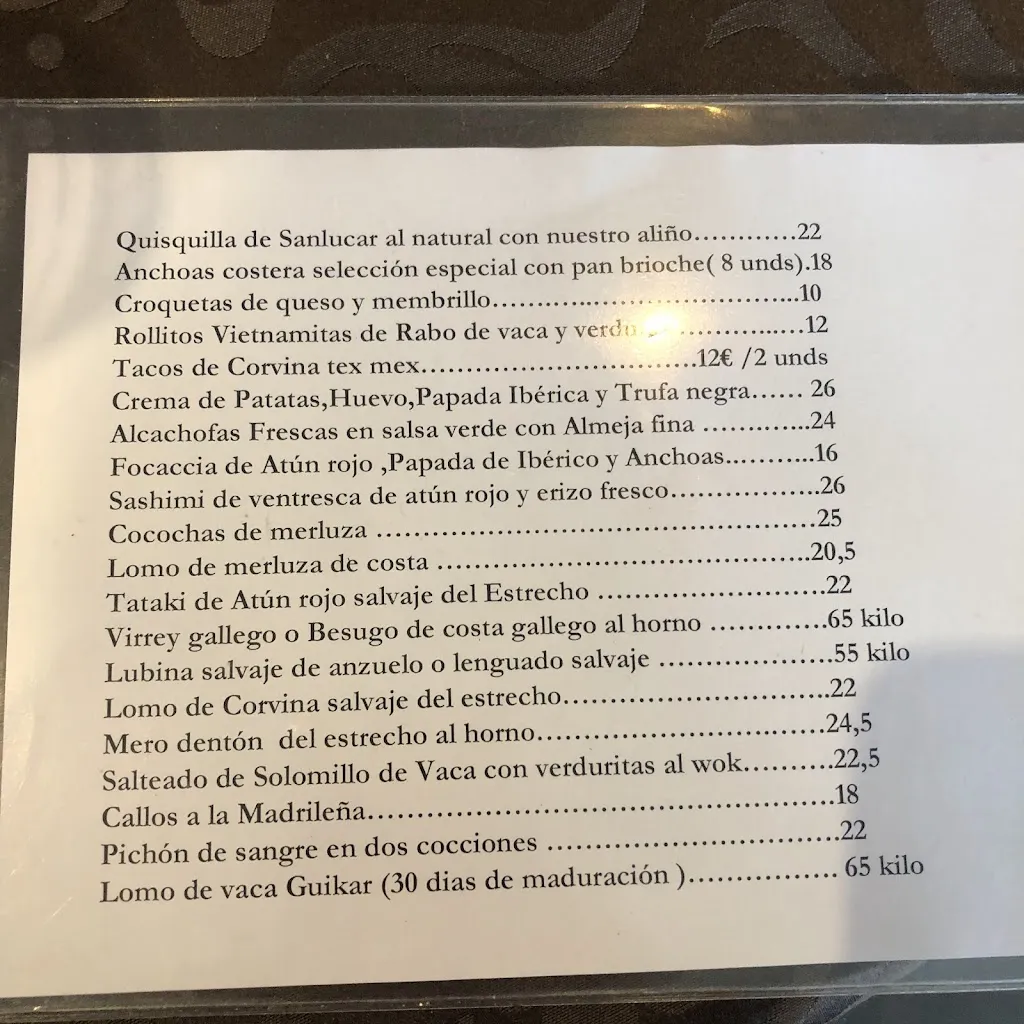 Quisquilla de Sanlucar al natural con nuestro aliño............22
Anchoas costera selección especial con pan brioche( 8 unds).18
Croquetas de queso y membrillo.....................................10
Rollitos Vietnamitas de Rabo de vaca y ...............12
Tacos de Corvina tex mex.................................12€ /2 unds
Crema de Patatas,Huevo,Papada Ibérica y Trufa negra...... 26
Alcachofas Frescas en salsa verde con Almeja fina .............24
Focaccia de Atún rojo ,Papada de Ibérico y Anchoas...........16
Sashimi de ventresca de atún rojo y erizo fresco..................26
Cocochas de merluza .....................................................25
Lomo de merluza de costa .............................................20,5
Tataki de Atún rojo salvaje del Estrecho ...........................22
Virrey gallego o Besugo de costa gallego al horno ..............65 kilo
Lubina salvaje de anzuelo o lenguado salvaje .....................55 kilo
Lomo de Corvina salvaje del estrecho................................22
Mero dentón del estrecho al horno...................................24,5
Salteado de Solomillo de Vaca con verduritas al wok..........22,5
Callos a la Madrileña.......................................................18
Pichón de sangre en dos cocciones ...................................22
Lomo de vaca Guikar (30 dias de maduración )................. 65 kilo